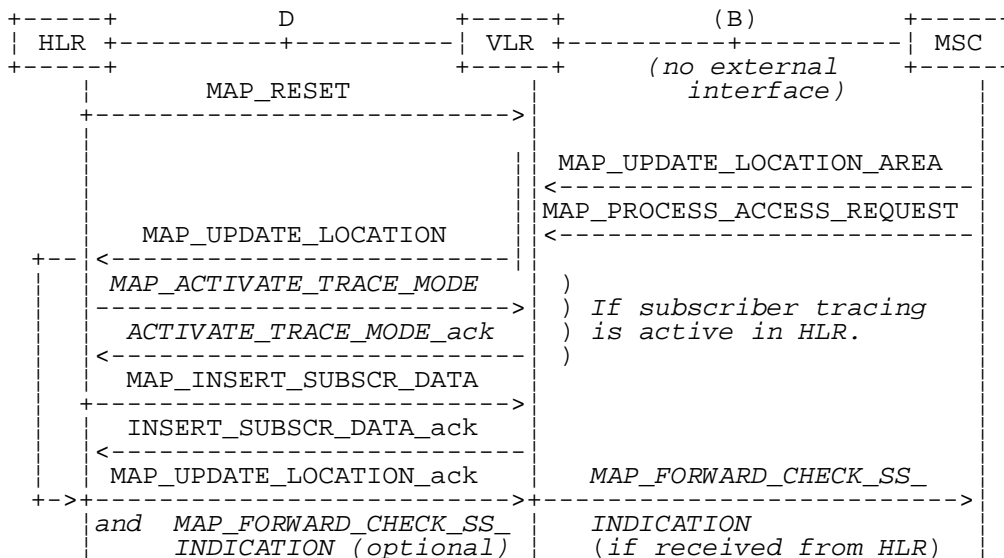 D (B)
HLR VLR MSC
(no external
MAP_RESET interface)
MAP_UPDATE_LOCATION_AREA
MAP_PROCESS_ACCESS_REQUEST
MAP_UPDATE_LOCATION
MAP_ACTIVATE_TRACE_MODE )
) If subscriber tracing
ACTIVATE_TRACE_MODE_ack ) is active in HLR.
)
MAP_INSERT_SUBSCR_DATA
INSERT_SUBSCR_DATA_ack
MAP_UPDATE_LOCATION_ack MAP_FORWARD_CHECK_SS_
and MAP_FORWARD_CHECK_SS_ INDICATION
INDICATION (optional) (if received from HLR)